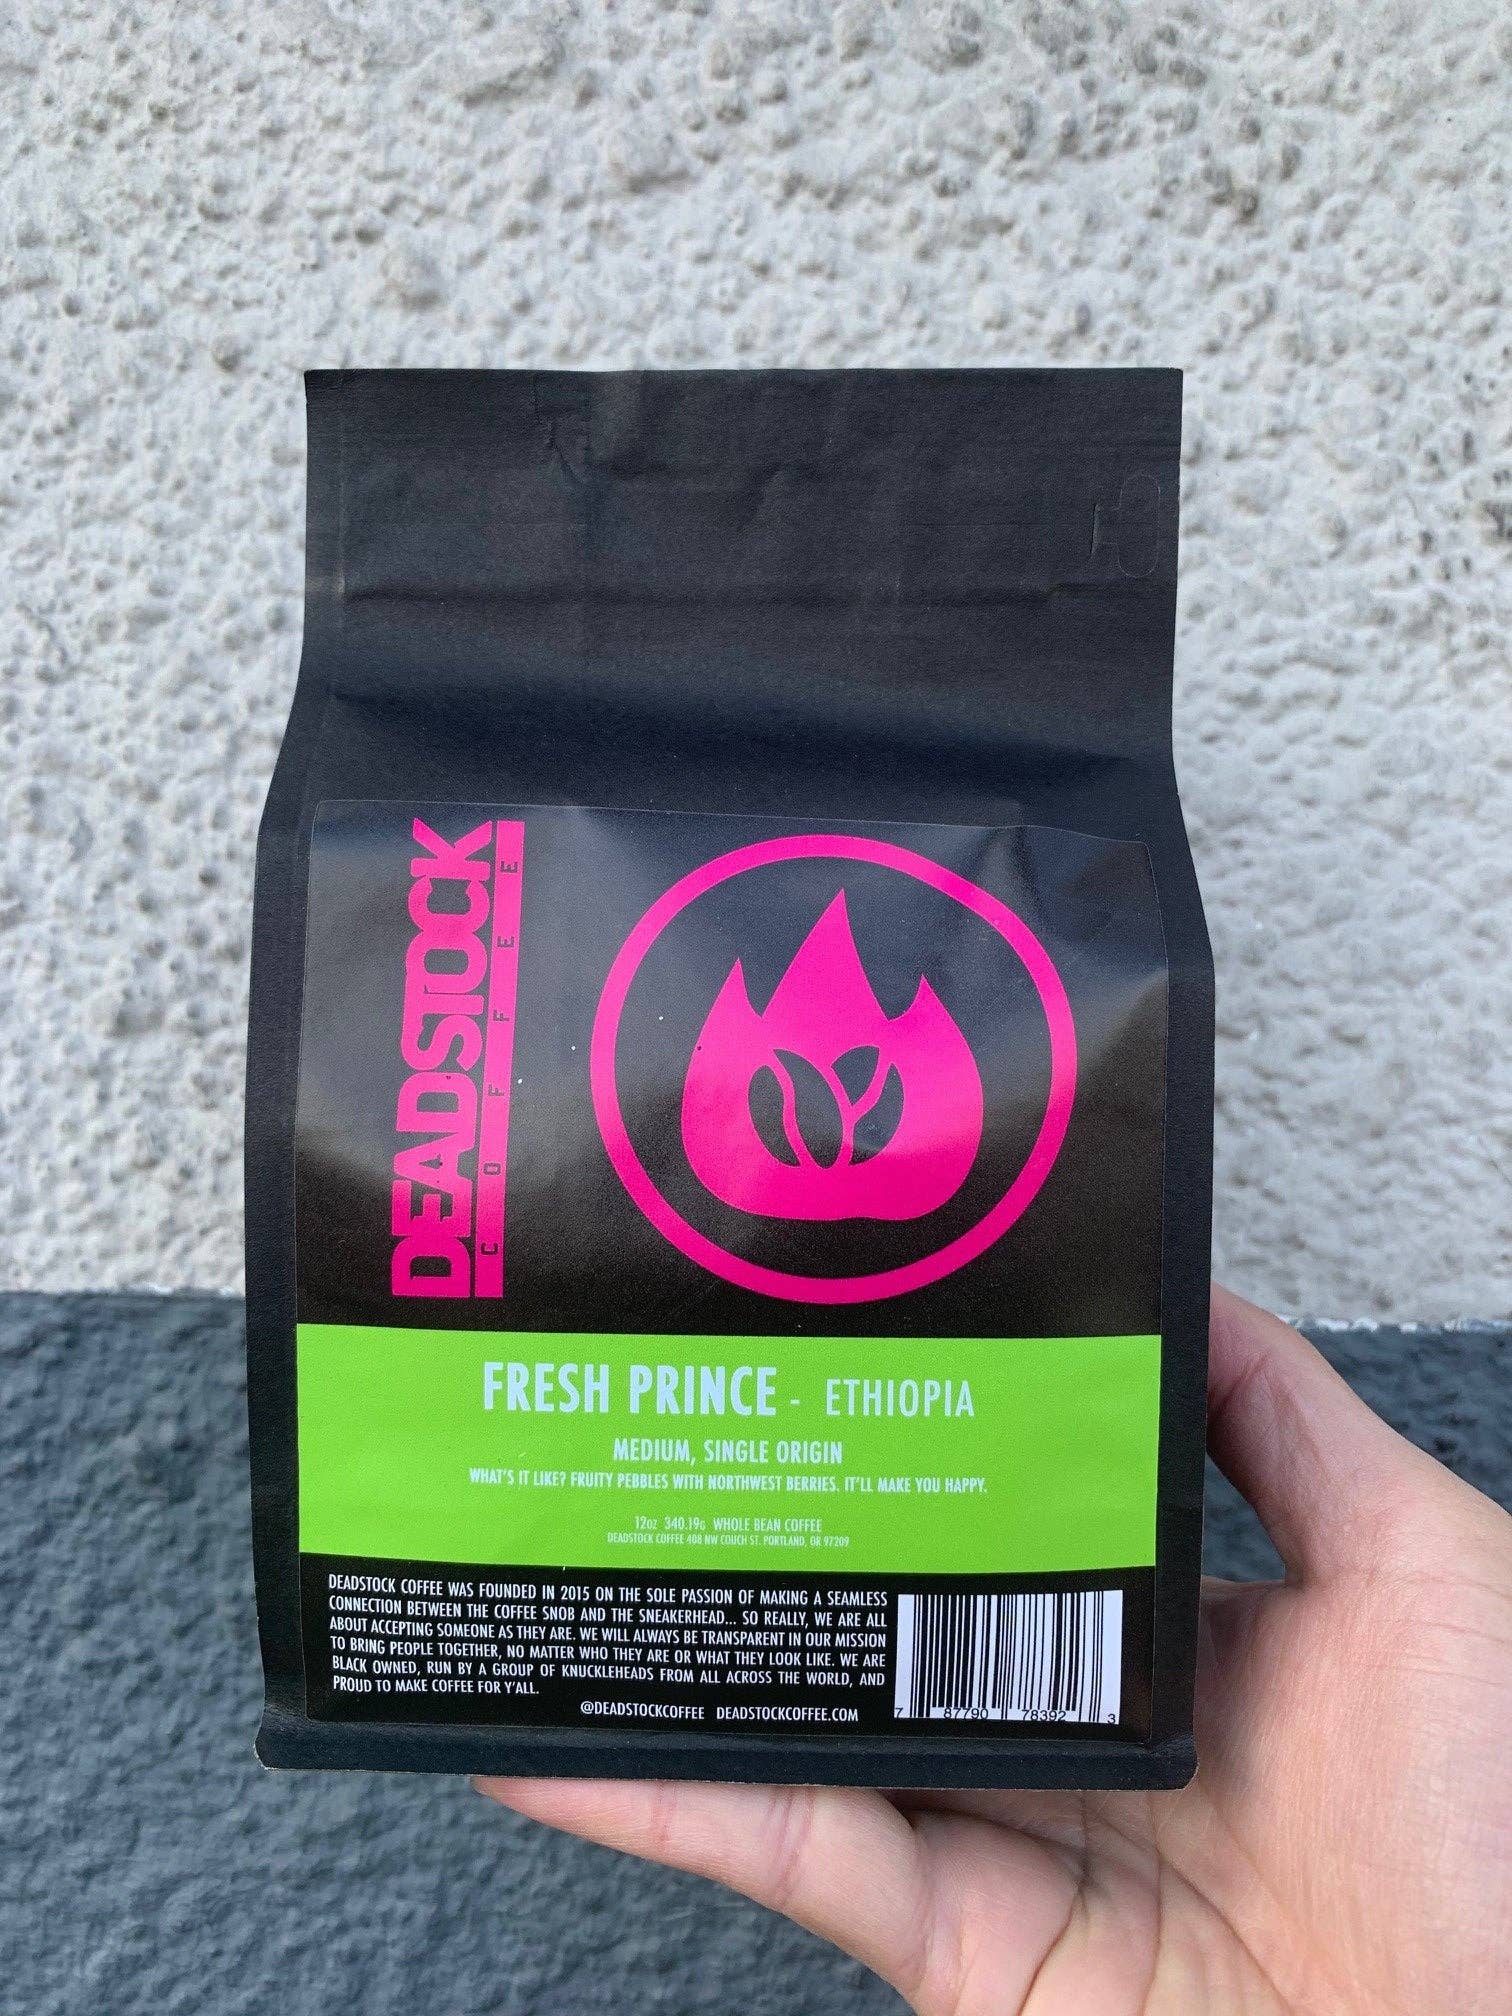 DEADSTOCK
COFFEE
FRESH PRINCE - ETHIOPIA
MEDIUM, SINGLE ORIGIN
WHAT'S IT LIKE? FRUITY PEBBLES WITH NORTHWEST BERRIES. IT'LL MAKE YOU HAPPY.
12oz 340.19G WHOLE BEAN COFFEE
DEADSTOCK COFFEE 408 NW COUCH ST. PORTLAND, OR 97209
DEADSTOCK COFFEE WAS FOUNDED IN 2015 ON THE SOLE PASSION OF MAKING A SEAMLESS
CONNECTION BETWEEN THE COFFEE SNOB AND THE SNEAKERHEAD... SO REALLY, WE ARE ALL
ABOUT ACCEPTING SOMEONE AS THEY ARE. WE WILL ALWAYS BE TRANSPARENT IN OUR MISSION
TO BRING PEOPLE TOGETHER, NO MATTER WHO THEY ARE OR WHAT THEY LOOK LIKE. WE ARE
BLACK OWNED, RUN BY A GROUP OF KNUCKLEHEADS FROM ALL ACROSS THE WORLD, AND
PROUD TO MAKE COFFEE FOR Y'ALL.
@DEADSTOCKCOFFEE DEADSTOCKCOFFEE.COM
7 87790 78392 3